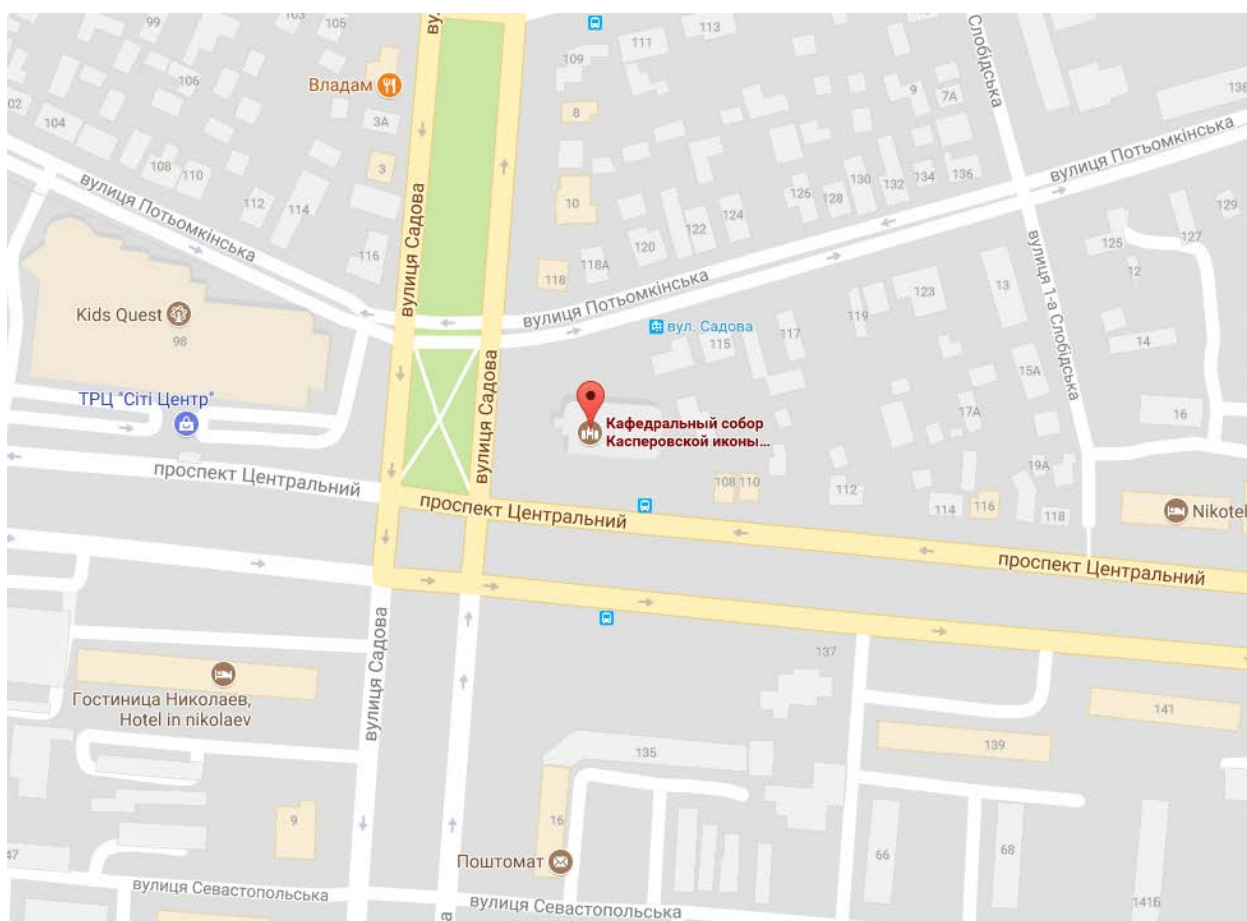 103
105
106
102
104
108
110
112
114
116
Владам
3А
3
вулиця Потьомкінська
вулиця Садова
109
111
113
8
10
118
118А
120
122
124
126
128
130
132
134
136
9
7А
138
Слобідська
вулиця Потьомкінська
вулиця Потьомкінська
129
127
125
12
14
16
вулиця 1-а Слобідська
13
123
119
117
115
вул. Садова
15А
17А
19А
Kids Quest
98
ТРЦ "Сіті Центр"
вулиця Садова
Кафедральный собор
Касперовской иконы...
108
110
112
114
116
118
Nikotel
проспект Центральний
проспект Центральний
проспект Центральний
Гостиница Николаев,
Hotel in nikolaev
вулиця Садова
137
135
139
141
9
16
Поштомат
66
68
141б
47
вулиця Севастопольська
вулиця Севастопольська